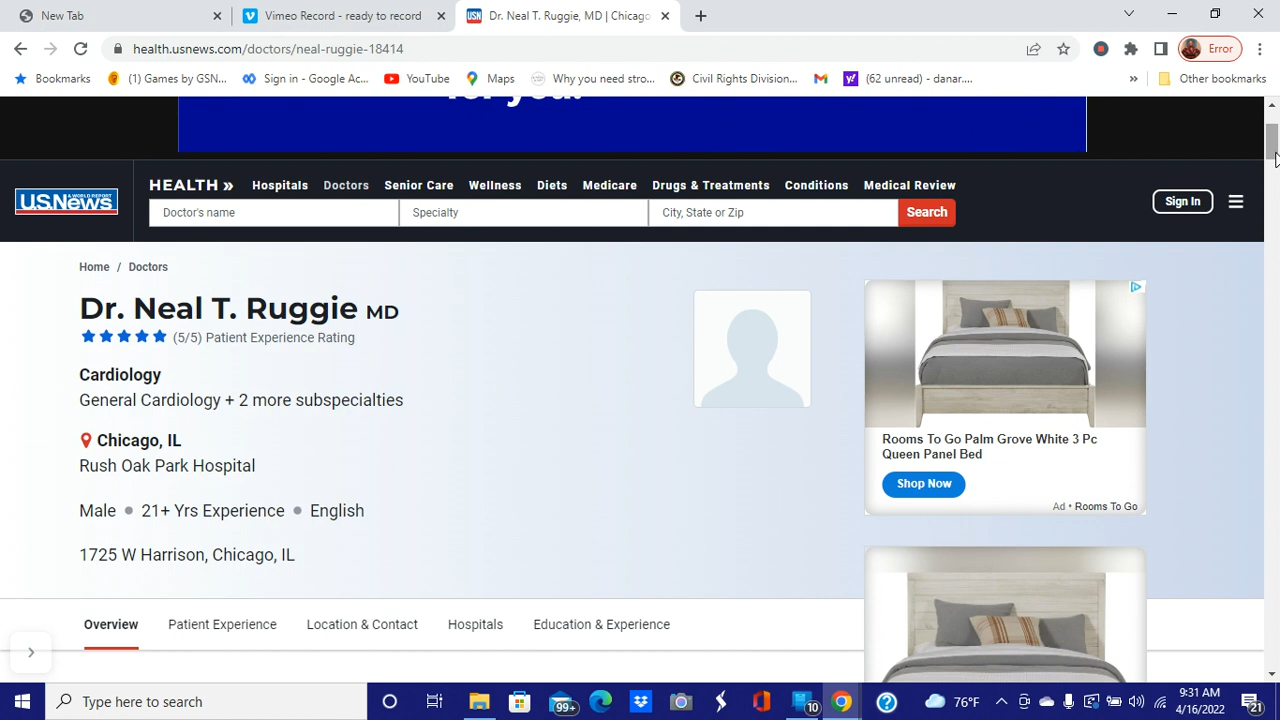 New Tab
Vimeo Record - ready to record
Dr. Neal T. Ruggie, MD | Chicago
health.usnews.com/doctors/neal-ruggie-18414
Error
Bookmarks
(1) Games by GSN...
Sign in - Google Ac...
YouTube
Maps
Why you need stro...
Civil Rights Division...
(62 unread) - danar....
»
Other bookmarks
for you.
U.S.News
HEALTH »
Hospitals
Doctors
Senior Care
Wellness
Diets
Medicare
Drugs & Treatments
Conditions
Medical Review
Doctor's name
Specialty
City, State or Zip
Search
Sign In
Home / Doctors
Dr. Neal T. Ruggie MD
(5/5) Patient Experience Rating
Cardiology
General Cardiology + 2 more subspecialties
Chicago, IL
Rush Oak Park Hospital
Male • 21+ Yrs Experience • English
1725 W Harrison, Chicago, IL
Rooms To Go Palm Grove White 3 Pc
Queen Panel Bed
Shop Now
Ad • Rooms To Go
Overview
Patient Experience
Location & Contact
Hospitals
Education & Experience
Type here to search
99+
10
76°F
9:31 AM
4/16/2022
21